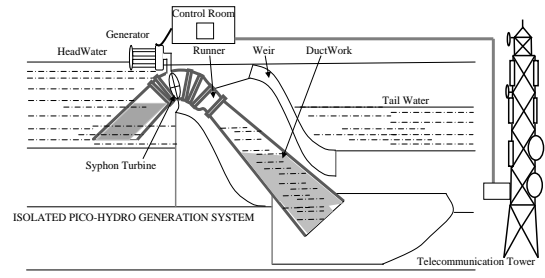 Control Room
Generator
HeadWater
Runner
Weir
DuctWork
Tail Water
Syphon Turbine
ISOLATED PICO-HYDRO GENERATION SYSTEM
Telecommunication Tower